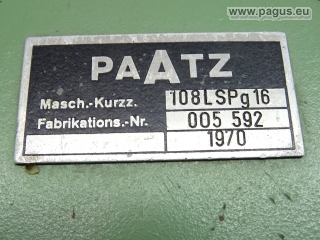 www.pagus.eu
PAATZ
Masch.-Kurzz. 108LSPg16
Fabrikations.-Nr. 005 592
1970